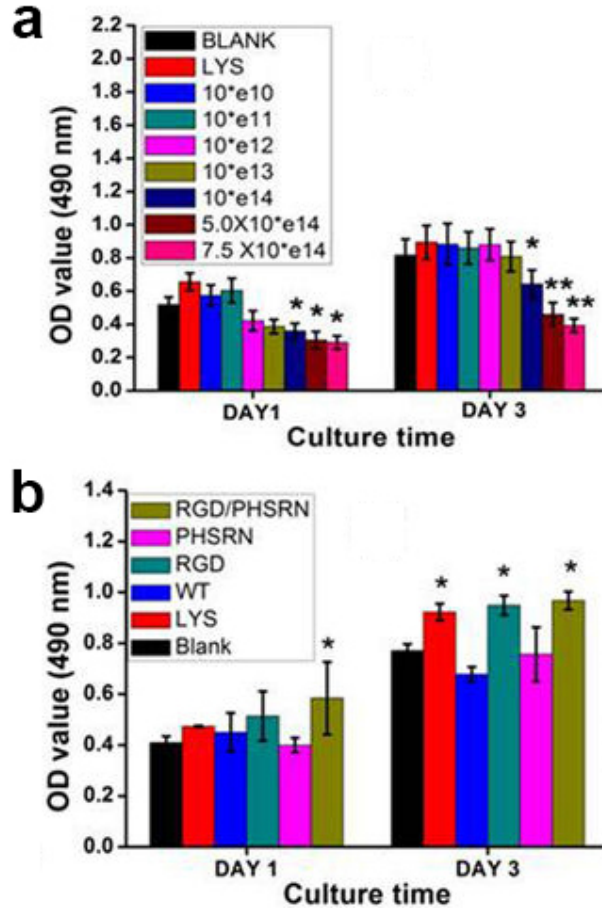 a
OD value (490 nm)
2.2
2.0
1.8
1.6
1.4
1.2
1.0
0.8
0.6
0.4
0.2
0.0
BLANK
LYS
10*e10
10*e11
10*e12
10*e13
10*e14
5.0X10*e14
7.5 X10*e14
* * *
* ** **
DAY1 DAY 3
Culture time
b
OD value (490 nm)
1.4
1.2
1.0
0.8
0.6
0.4
0.2
0.0
RGD/PHSRN
PHSRN
RGD
WT
LYS
Blank
*
* * *
DAY 1 DAY 3
Culture time